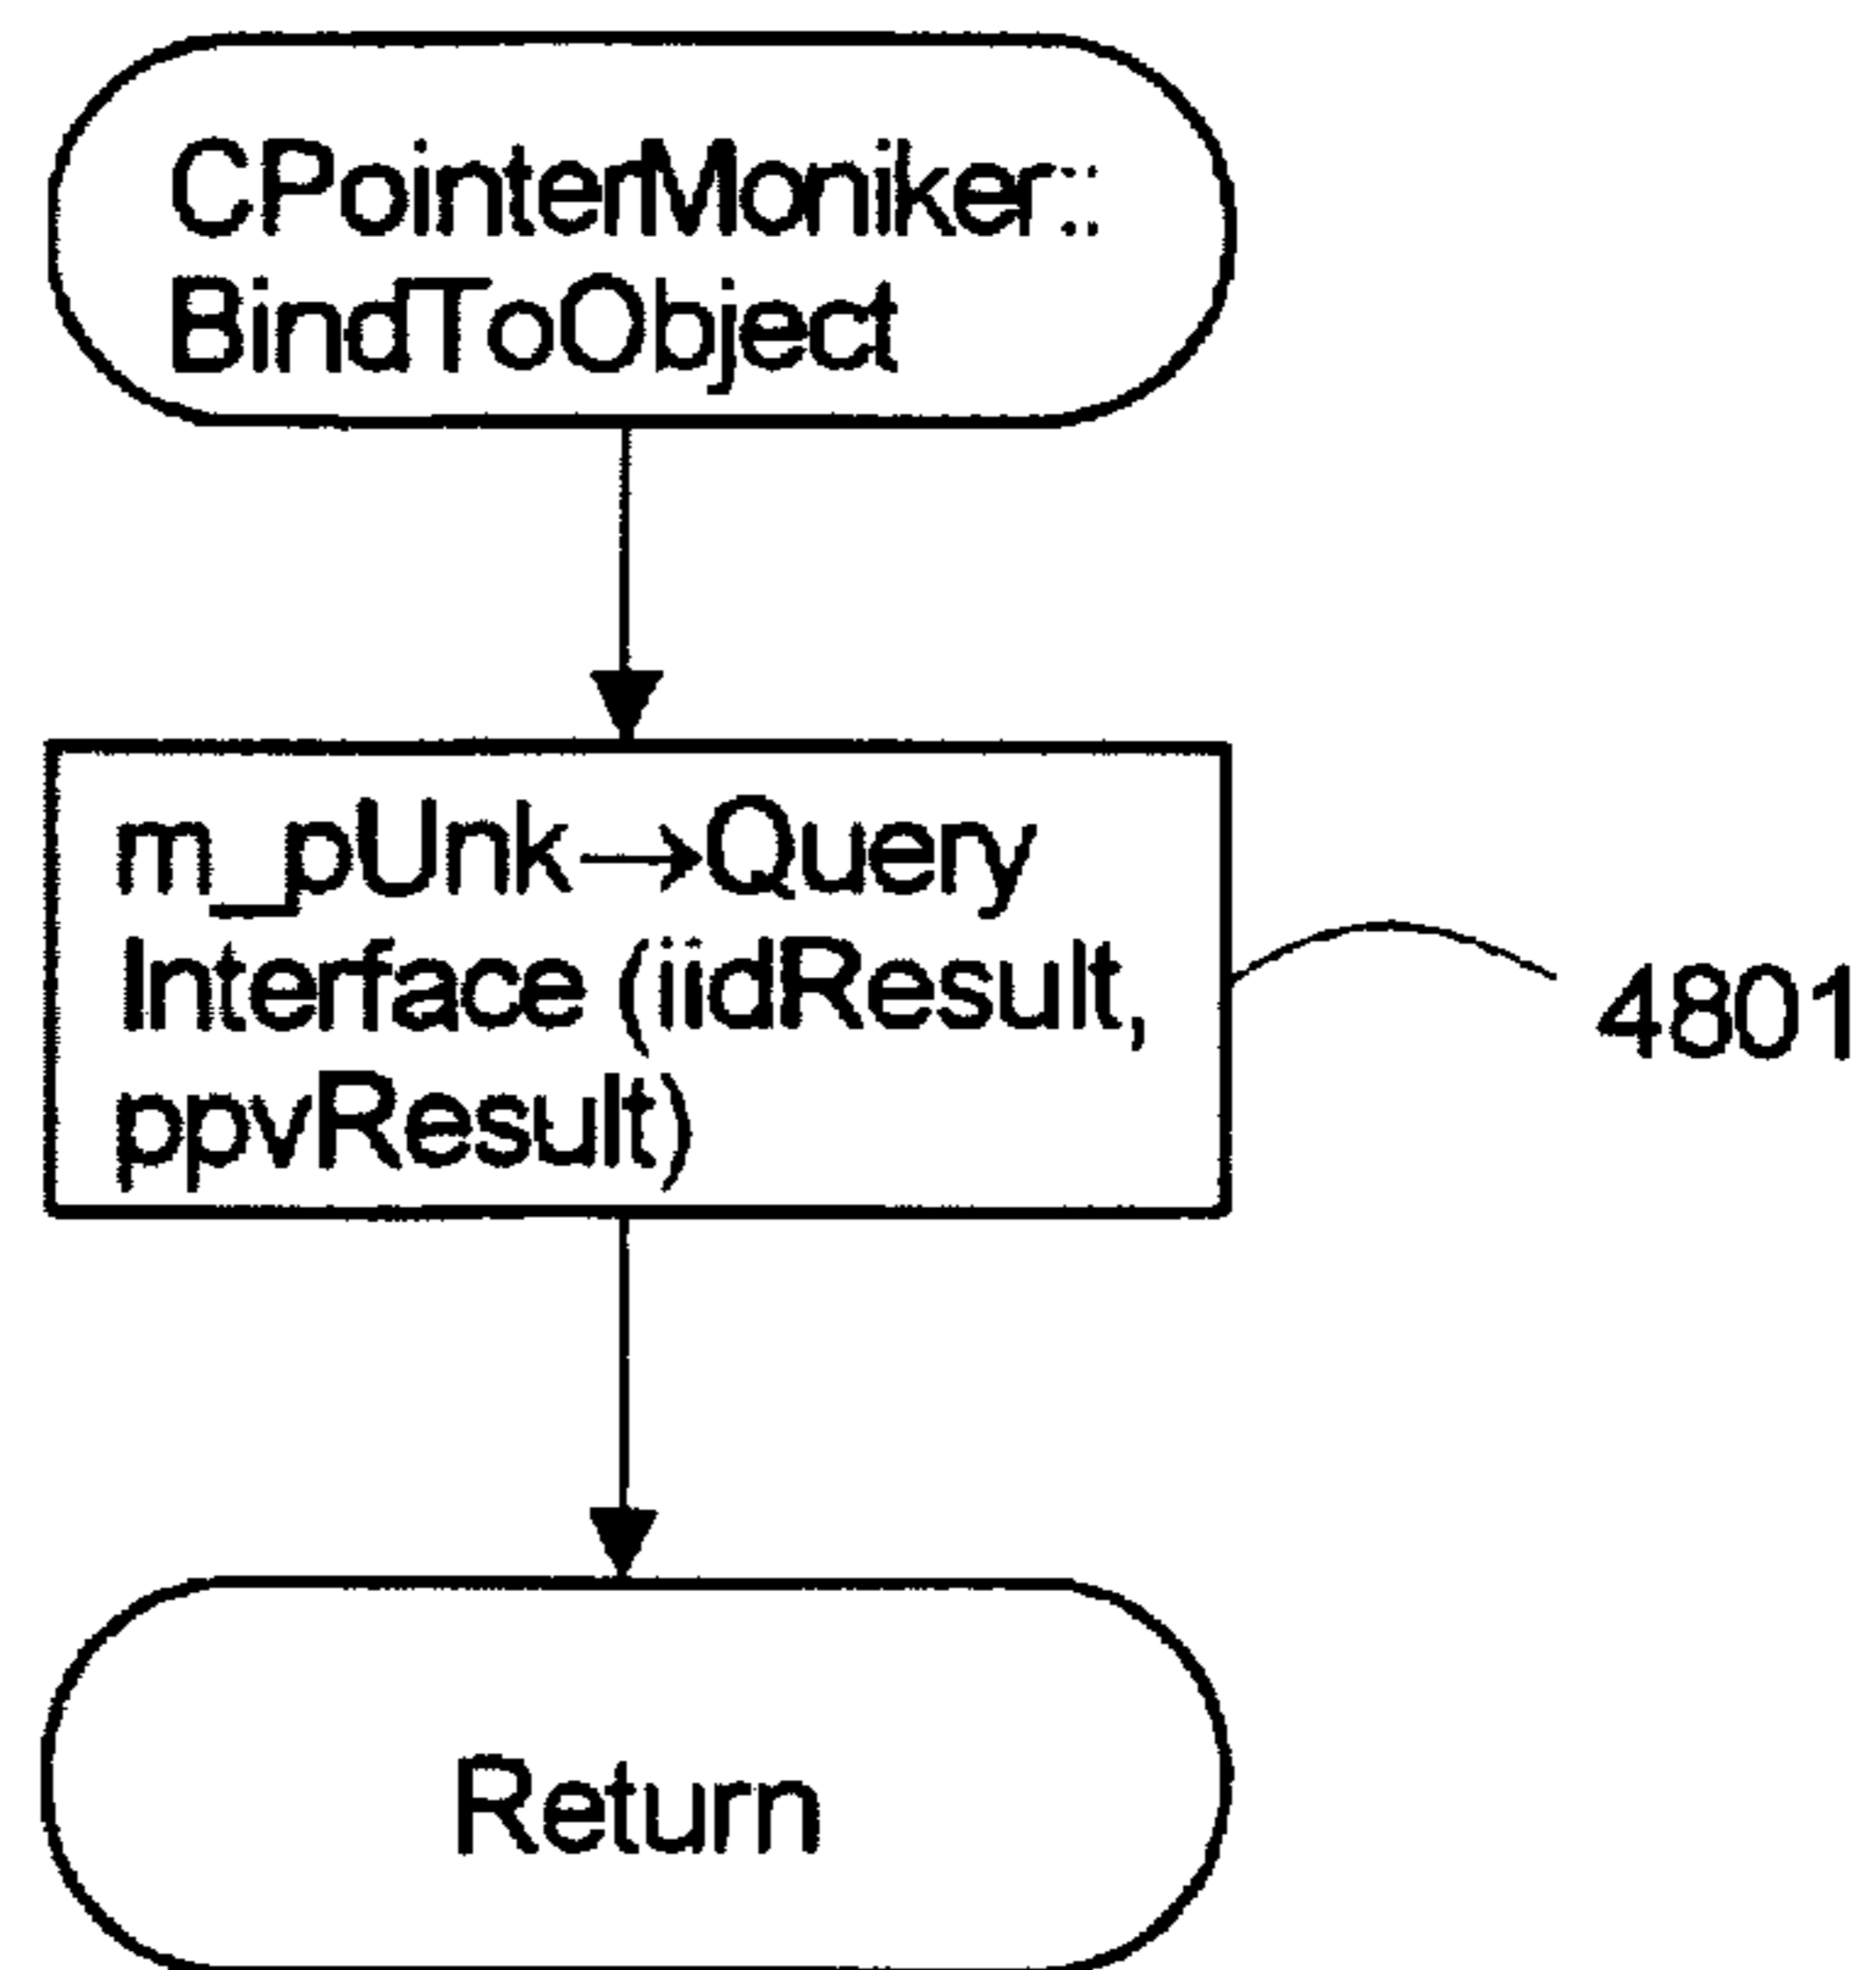 CPointerMoniker::
BindToObject
m_pUnk→Query
Interface (iidResult,
ppvResult)
4801
Return